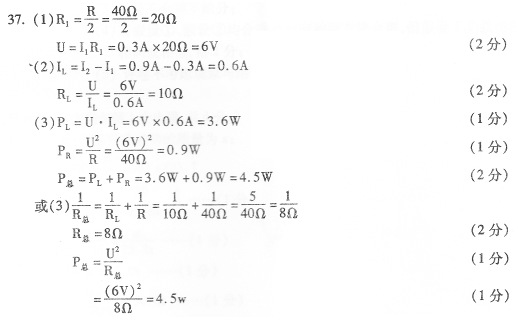 37. (1) R₁ = R/2 = 40Ω/2 = 20Ω
U = I₁R₁ = 0.3A × 20Ω = 6V (2 分)
(2) I_L = I₂ - I₁ = 0.9A - 0.3A = 0.6A
R_L = U/I_L = 6V/0.6A = 10Ω (2 分)
(3) P_L = U · I_L = 6V × 0.6A = 3.6W (1 分)
P_R = U²/R = (6V)²/40Ω = 0.9W (1 分)
P总 = P_L + P_R = 3.6W + 0.9W = 4.5W (2 分)
或(3) 1/R总 = 1/R_L + 1/R = 1/10Ω + 1/40Ω = 5/40Ω = 1/8Ω
R总 = 8Ω (2 分)
P总 = U²/R总 (1 分)
= (6V)²/8Ω = 4.5w (1 分)